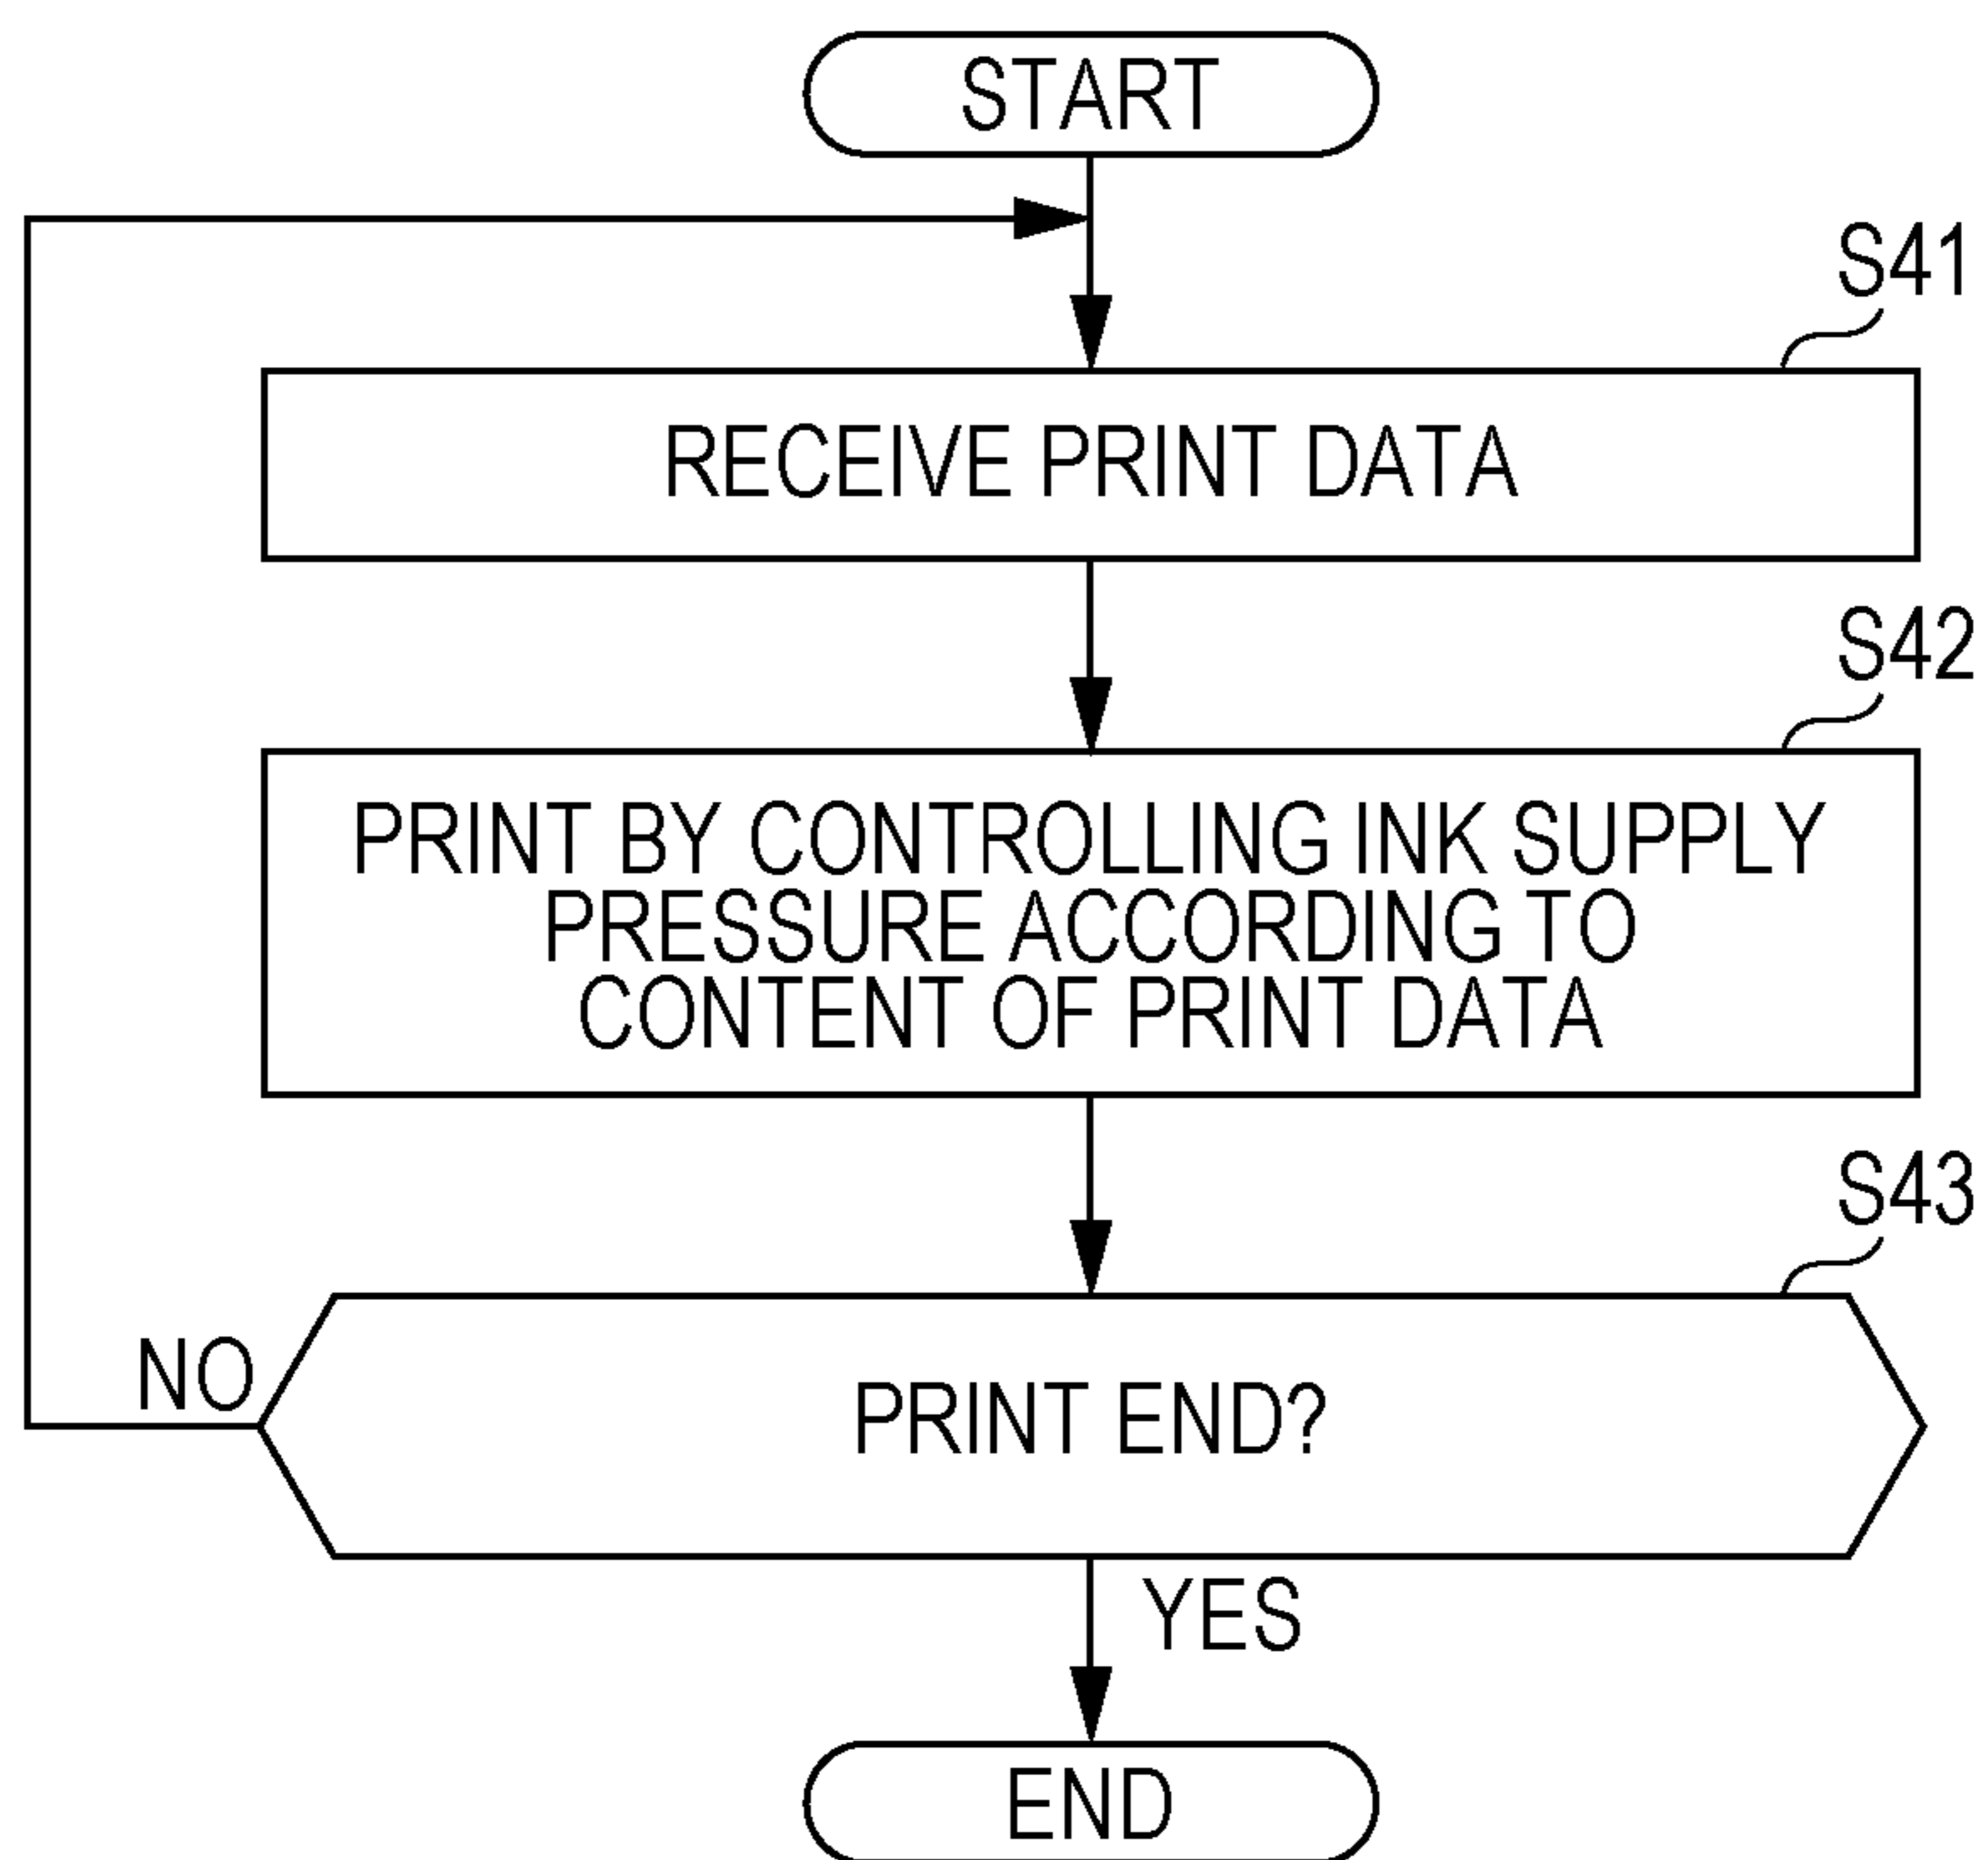 START
S41
RECEIVE PRINT DATA
S42
PRINT BY CONTROLLING INK SUPPLY
PRESSURE ACCORDING TO
CONTENT OF PRINT DATA
S43
NO
PRINT END?
YES
END